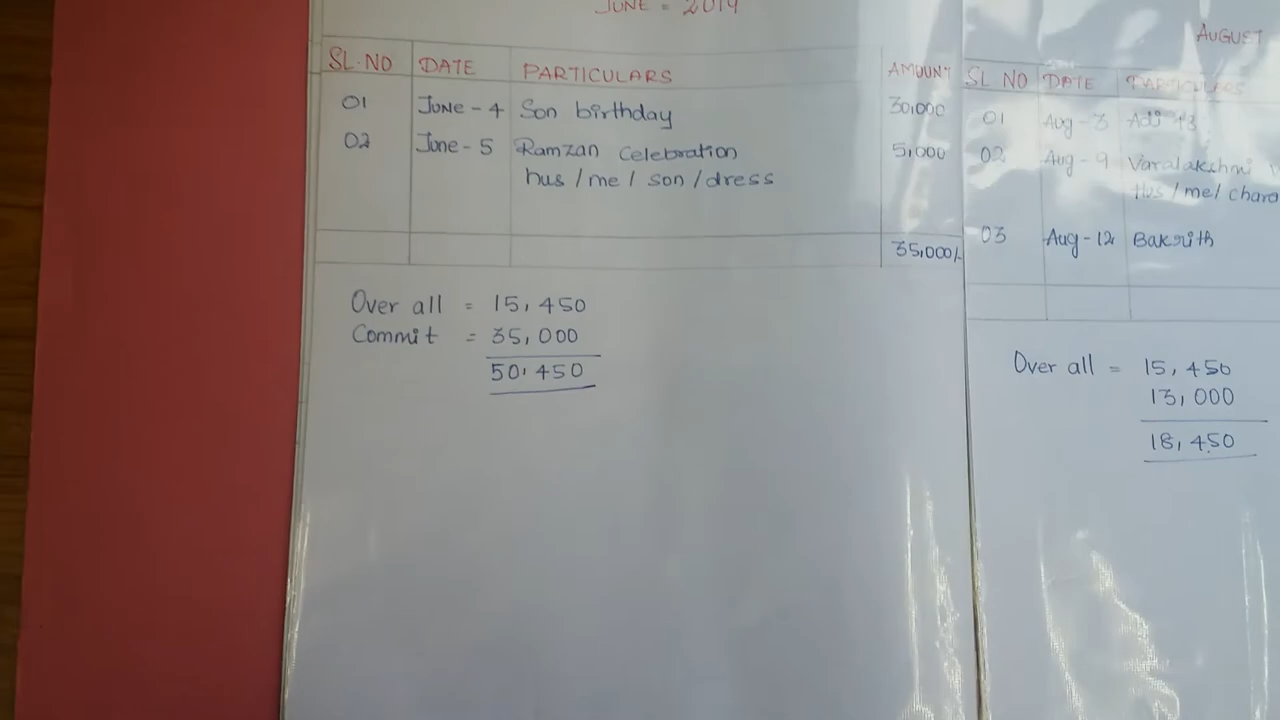 JUNE = 2019
SL.NO DATE PARTICULARS AMOUNT
01 JUNE - 4 Son birthday 30,000
02 June - 5 Ramzan Celebration 5,000
hus / me / son / dress
35,000/-
Over all = 15,450
Commit = 35,000
50,450
AUGUST
SL NO DATE PARTICULARS
01 Aug - 3 Adi 18
02 Aug - 9 Varalakshmi
Hus / me /
03 Aug - 12 Bakrith
Over all = 15,450
13,000
18,450